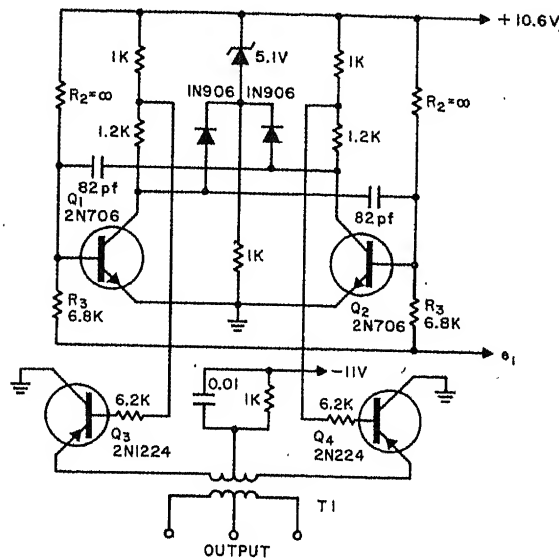 +10.6V
1K
5.1V
1K
R2=∞
1N906
1N906
R2=∞
1.2K
1.2K
82pf
82pf
Q1
2N706
1K
Q2
2N706
R3
6.8K
R3
6.8K
e1
-11V
0.01
1K
6.2K
6.2K
Q3
2N1224
Q4
2N224
T1
OUTPUT